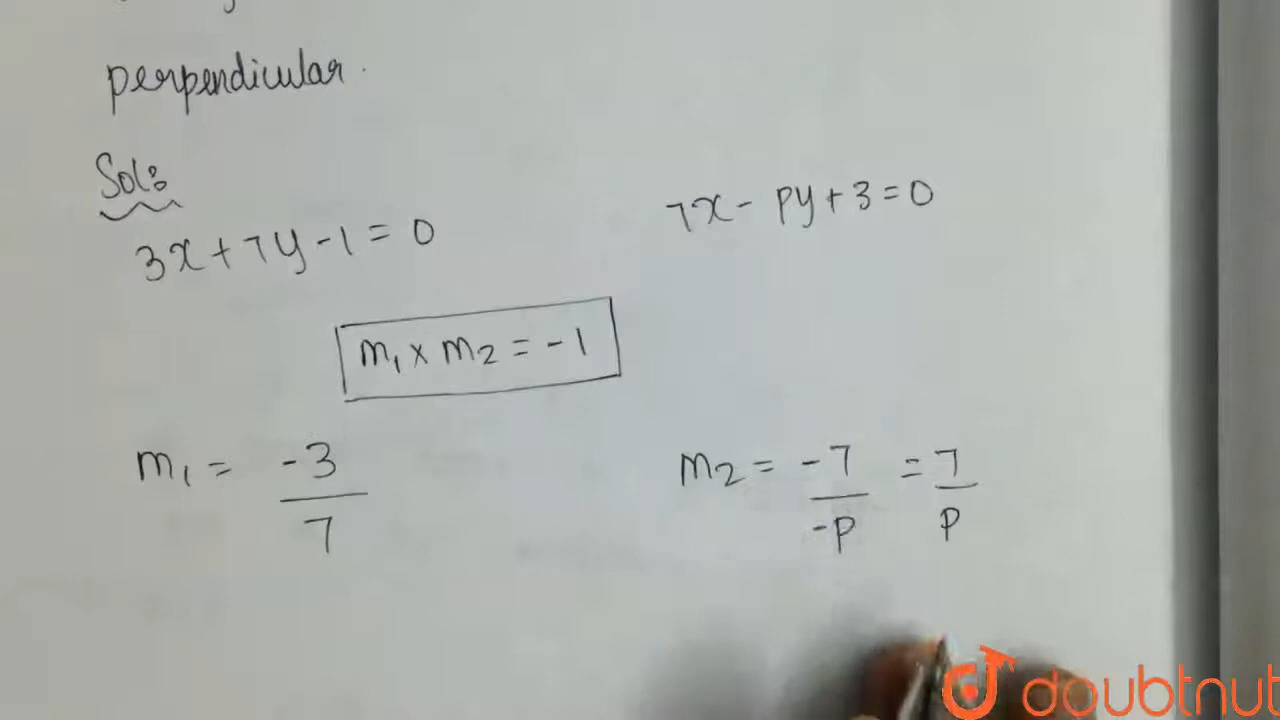 perpendicular.
Sol:
3x + 7y - 1 = 0
7x - py + 3 = 0
m₁ x m₂ = -1
m₁ = -3/7
m₂ = -7/-p = 7/p
doubtnut